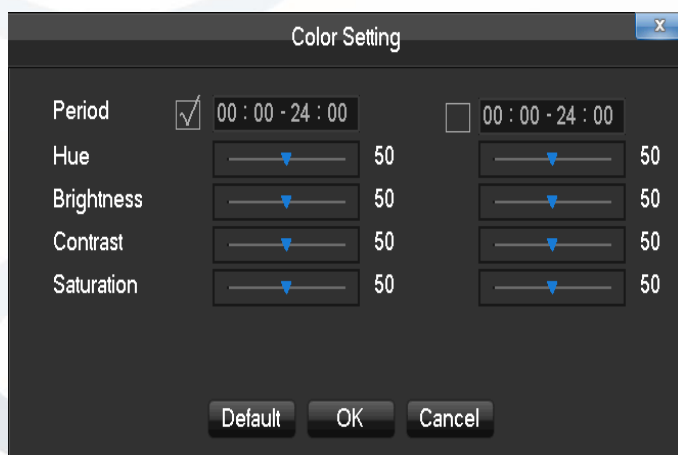 Color Setting
x
Period 00 : 00 - 24 : 00 00 : 00 - 24 : 00
Hue 50 50
Brightness 50 50
Contrast 50 50
Saturation 50 50
Default OK Cancel